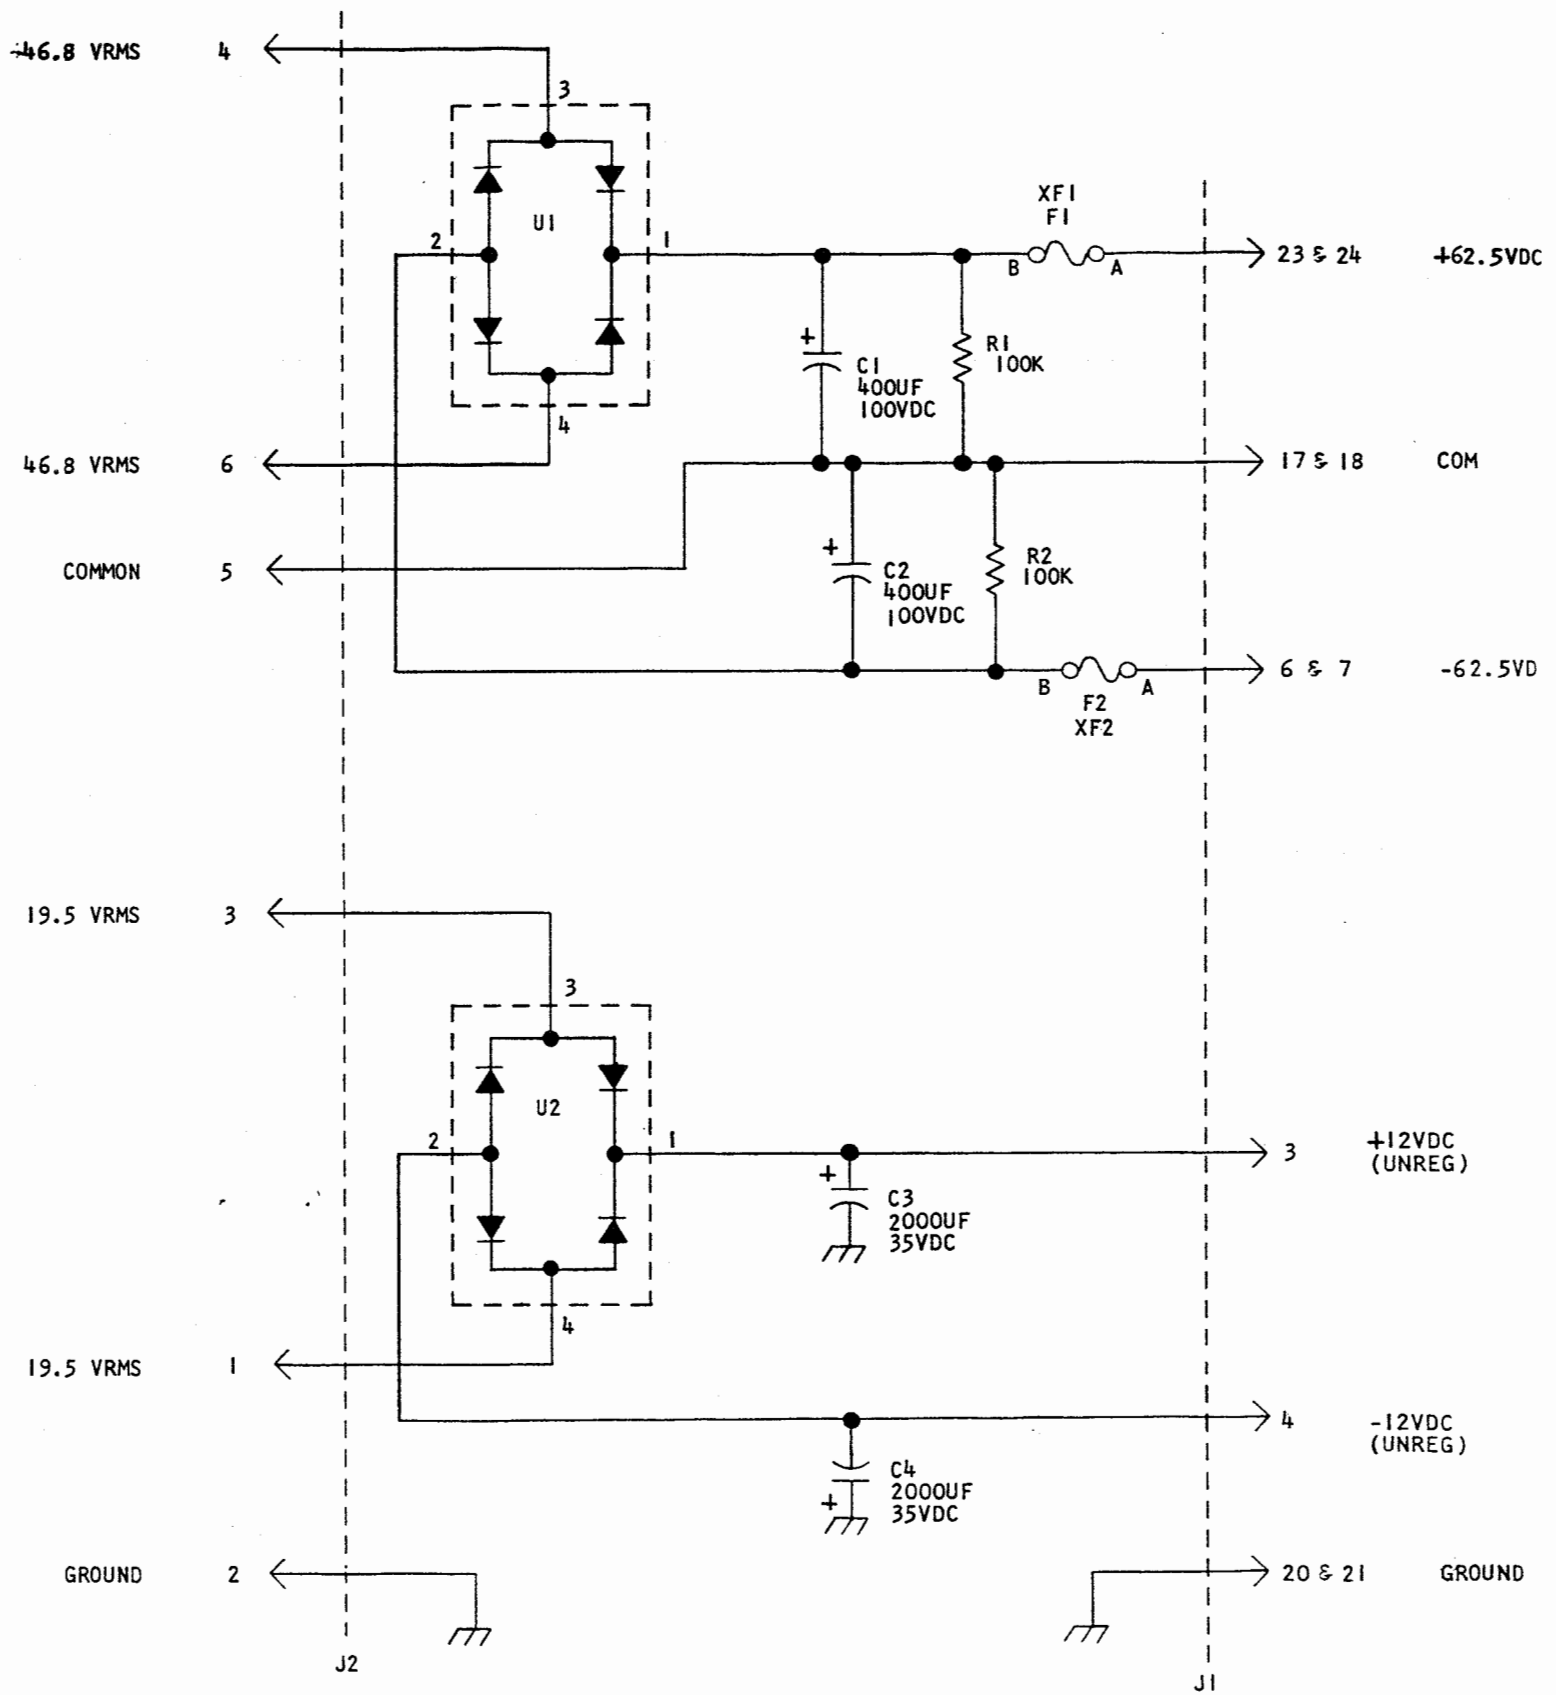 46.8 VRMS 4
3
U1
2
1
XF1
F1
B
A
23 & 24 +62.5VDC
+
C1
400UF
100VDC
R1
100K
4
46.8 VRMS 6
17 & 18 COM
COMMON 5
+
C2
400UF
100VDC
R2
100K
B
A
F2
XF2
6 & 7 -62.5VD
19.5 VRMS 3
3
U2
2
1
3 +12VDC
(UNREG)
+
C3
2000UF
35VDC
4
19.5 VRMS 1
4 -12VDC
(UNREG)
C4
2000UF
35VDC
+
GROUND 2
20 & 21 GROUND
J2
J1